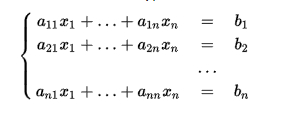 a₁₁x₁ + … + a₁ₙxₙ = b₁
a₂₁x₁ + … + a₂ₙxₙ = b₂
…
aₙ₁x₁ + … + aₙₙxₙ = bₙ